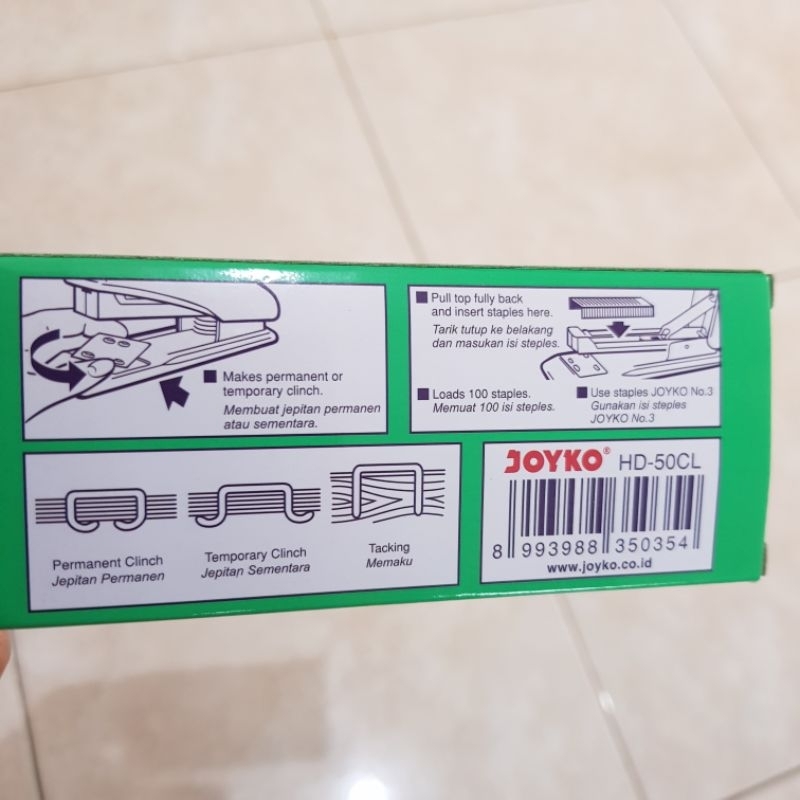 Makes permanent or
temporary clinch.
Membuat jepitan permanen
atau sementara.
Pull top fully back
and insert staples here.
Tarik tutup ke belakang
dan masukan isi steples.
Loads 100 staples.
Memuat 100 isi steples.
Use staples JOYKO No.3
Gunakan isi steples
JOYKO No.3
Permanent Clinch
Jepitan Permanen
Temporary Clinch
Jepitan Sementara
Tacking
Memaku
JOYKO® HD-50CL
8 993988 350354
www.joyko.co.id